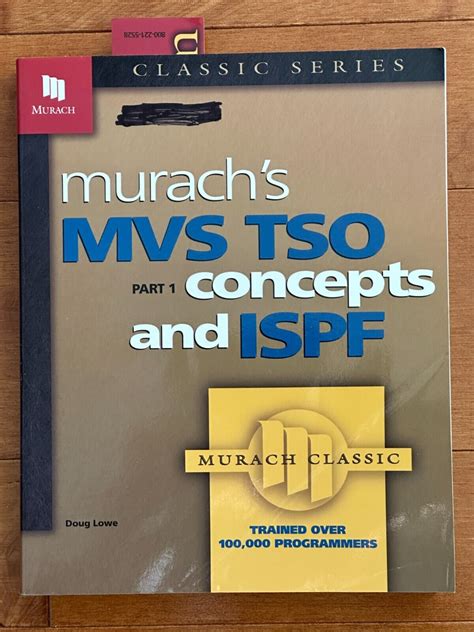 800-221-5528
CLASSIC SERIES
MURACH
murach's
MVS TSO
PART 1 concepts
and ISPF
MURACH CLASSIC
TRAINED OVER
100,000 PROGRAMMERS
Doug Lowe